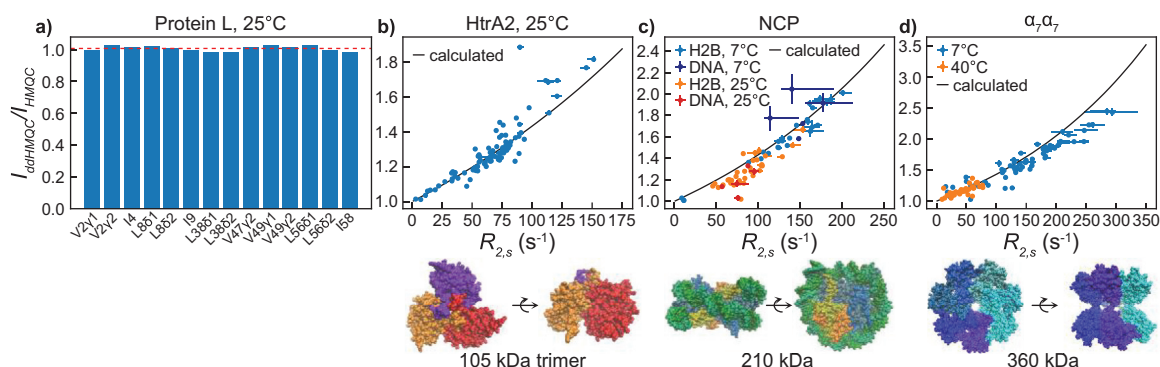 a) Protein L, 25°C
I_ddHMQC/I_HMQC
1.0
0.8
0.6
0.4
0.2
0.0
V2γ1 V2γ2 I4 L8δ1 L8δ2 I9 L38δ1 L38δ2 V47γ2 V49γ1 V49γ2 L56δ1 L56δ2 I58
b) HtrA2, 25°C
calculated
1.8
1.6
1.4
1.2
1.0
0 25 50 75 100 125 150 175
R2,s (s⁻¹)
105 kDa trimer
c) NCP
H2B, 7°C
DNA, 7°C
H2B, 25°C
DNA, 25°C
calculated
2.4
2.2
2.0
1.8
1.6
1.4
1.2
1.0
0 50 100 150 200 250
R2,s (s⁻¹)
210 kDa
d) α7α7
7°C
40°C
calculated
3.5
3.0
2.5
2.0
1.5
1.0
0 50 100 150 200 250 300 350
R2,s (s⁻¹)
360 kDa